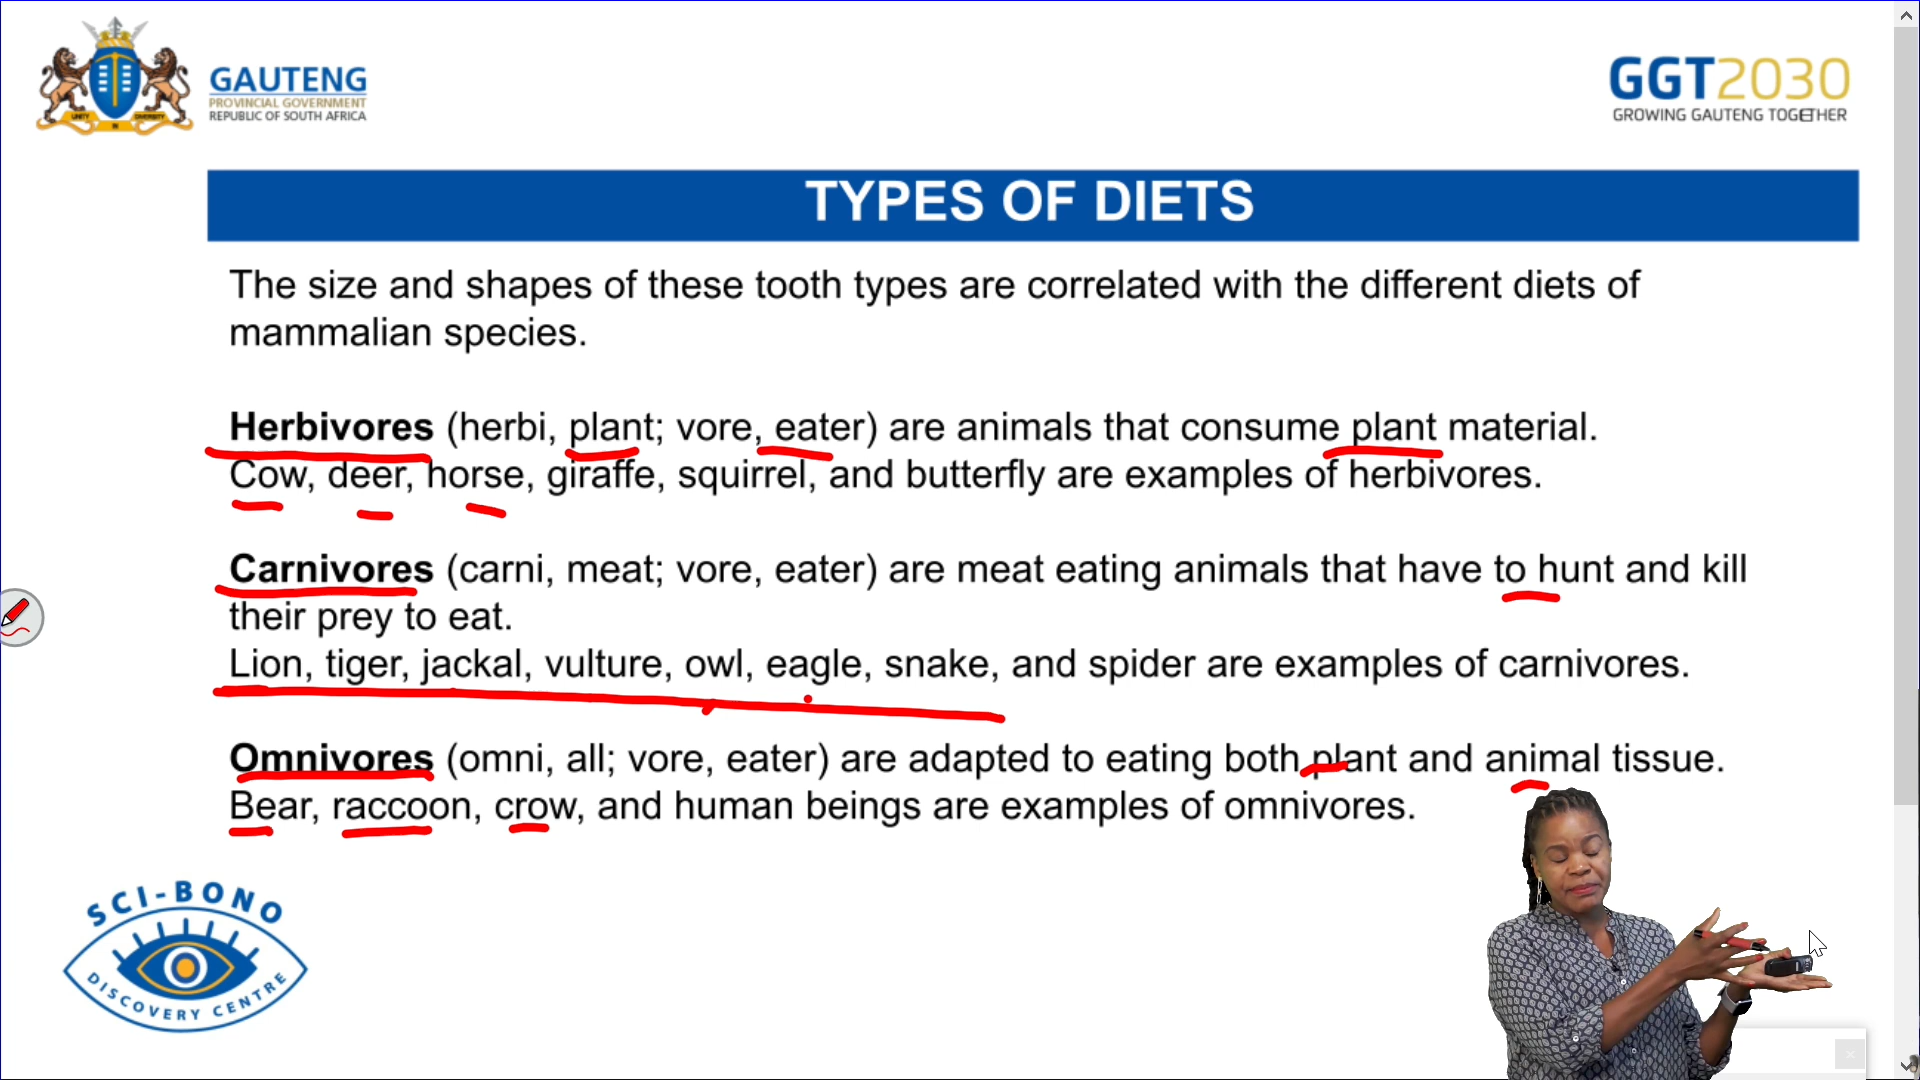 GAUTENG
PROVINCIAL GOVERNMENT
REPUBLIC OF SOUTH AFRICA
UNITY IN DIVERSITY
GGT2030
GROWING GAUTENG TOGETHER
TYPES OF DIETS
The size and shapes of these tooth types are correlated with the different diets of
mammalian species.
Herbivores (herbi, plant; vore, eater) are animals that consume plant material.
Cow, deer, horse, giraffe, squirrel, and butterfly are examples of herbivores.
Carnivores (carni, meat; vore, eater) are meat eating animals that have to hunt and kill
their prey to eat.
Lion, tiger, jackal, vulture, owl, eagle, snake, and spider are examples of carnivores.
Omnivores (omni, all; vore, eater) are adapted to eating both plant and animal tissue.
Bear, raccoon, crow, and human beings are examples of omnivores.
SCI-BONO
DISCOVERY CENTRE